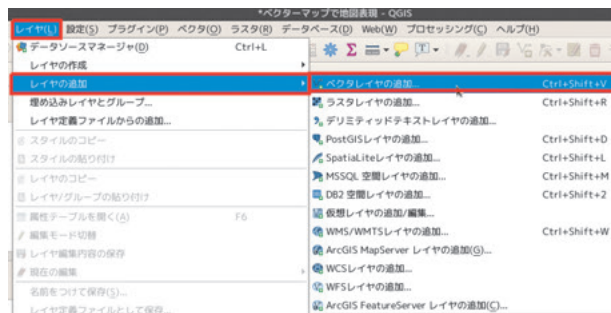 *ベクターマップで地図表現 - QGIS
レイヤ(L) 設定(S) プラグイン(P) ベクタ(O) ラスタ(R) データベース(D) Web(W) プロセッシング(C) ヘルプ(H)
データソースマネージャ(D) Ctrl+L
レイヤの作成
レイヤの追加
埋め込みレイヤとグループ...
レイヤ定義ファイルからの追加...
スタイルのコピー
スタイルの貼り付け
レイヤのコピー
レイヤ/グループの貼り付け
属性テーブルを開く(A) F6
編集モード切替
レイヤ編集内容の保存
現在の編集
名前をつけて保存(S)...
レイヤ定義ファイルとして保存...
ベクタレイヤの追加... Ctrl+Shift+V
ラスタレイヤの追加... Ctrl+Shift+R
デリミティッドテキストレイヤの追加...
PostGISレイヤの追加... Ctrl+Shift+D
SpatiaLiteレイヤの追加... Ctrl+Shift+L
MSSQL 空間レイヤの追加... Ctrl+Shift+M
DB2 空間レイヤの追加... Ctrl+Shift+2
仮想レイヤの追加/編集...
WMS/WMTSレイヤの追加... Ctrl+Shift+W
ArcGIS MapServer レイヤの追加(G)...
WCSレイヤの追加...
WFSレイヤの追加...
ArcGIS FeatureServer レイヤの追加(C)...